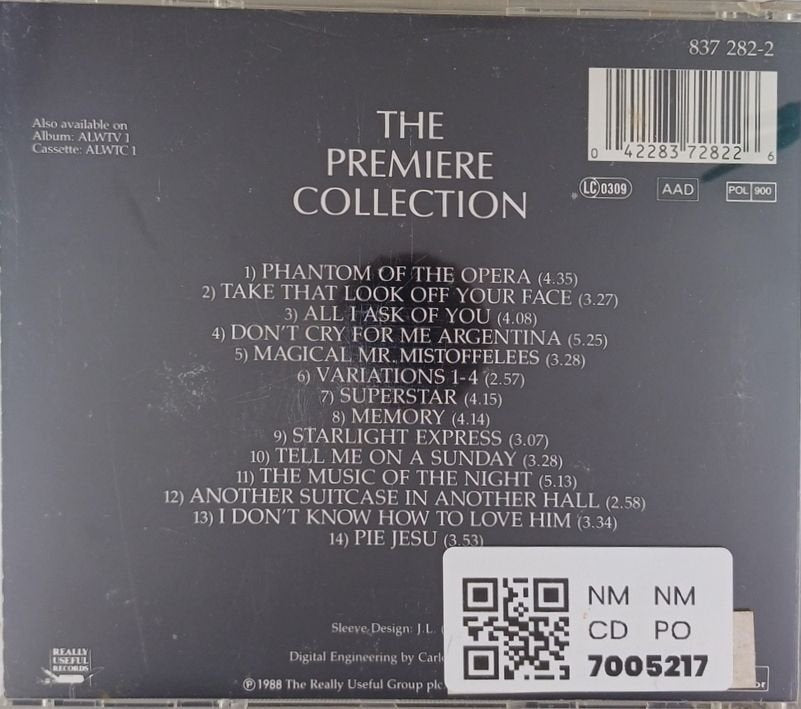 837 282-2
0 42283 72822 6
LC 0309 AAD POL 900
Also available on
Album: ALWTV 1
Cassette: ALWTC 1
THE
PREMIERE
COLLECTION
1) PHANTOM OF THE OPERA (4.35)
2) TAKE THAT LOOK OFF YOUR FACE (3.27)
3) ALL I ASK OF YOU (4.08)
4) DON'T CRY FOR ME ARGENTINA (5.25)
5) MAGICAL MR. MISTOFFELEES (3.28)
6) VARIATIONS 1-4 (2.57)
7) SUPERSTAR (4.15)
8) MEMORY (4.14)
9) STARLIGHT EXPRESS (3.07)
10) TELL ME ON A SUNDAY (3.28)
11) THE MUSIC OF THE NIGHT (5.13)
12) ANOTHER SUITCASE IN ANOTHER HALL (2.58)
13) I DON'T KNOW HOW TO LOVE HIM (3.34)
14) PIE JESU (3.53)
Sleeve Design: J.L.
Digital Engineering by
℗ 1988 The Really Useful Group plc
REALLY
USEFUL
RECORDS
NM NM
CD PO
7005217